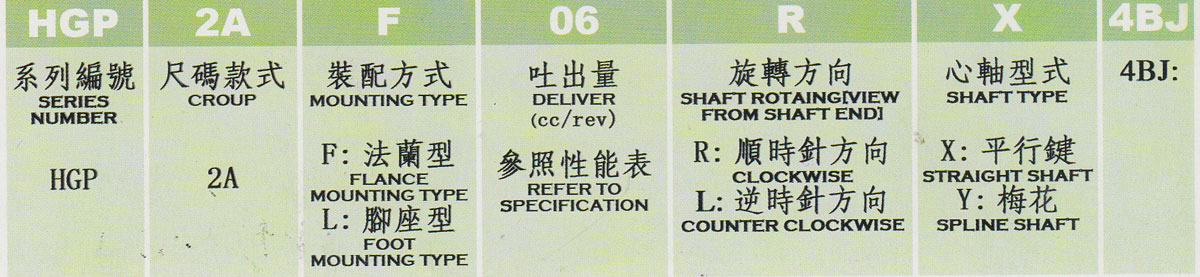 HGP
2A
F
06
R
X
4BJ
系列編號
SERIES
NUMBER
HGP
尺碼款式
CROUP
2A
裝配方式
MOUNTING TYPE
F: 法蘭型
FLANCE
MOUNTING TYPE
L: 腳座型
FOOT
MOUNTING TYPE
吐出量
DELIVER
(cc/rev)
參照性能表
REFER TO
SPECIFICATION
旋轉方向
SHAFT ROTAING[VIEW
FROM SHAFT END]
R: 順時針方向
CLOCKWISE
L: 逆時針方向
COUNTER CLOCKWISE
心軸型式
SHAFT TYPE
X: 平行鍵
STRAIGHT SHAFT
Y: 梅花
SPLINE SHAFT
4BJ: